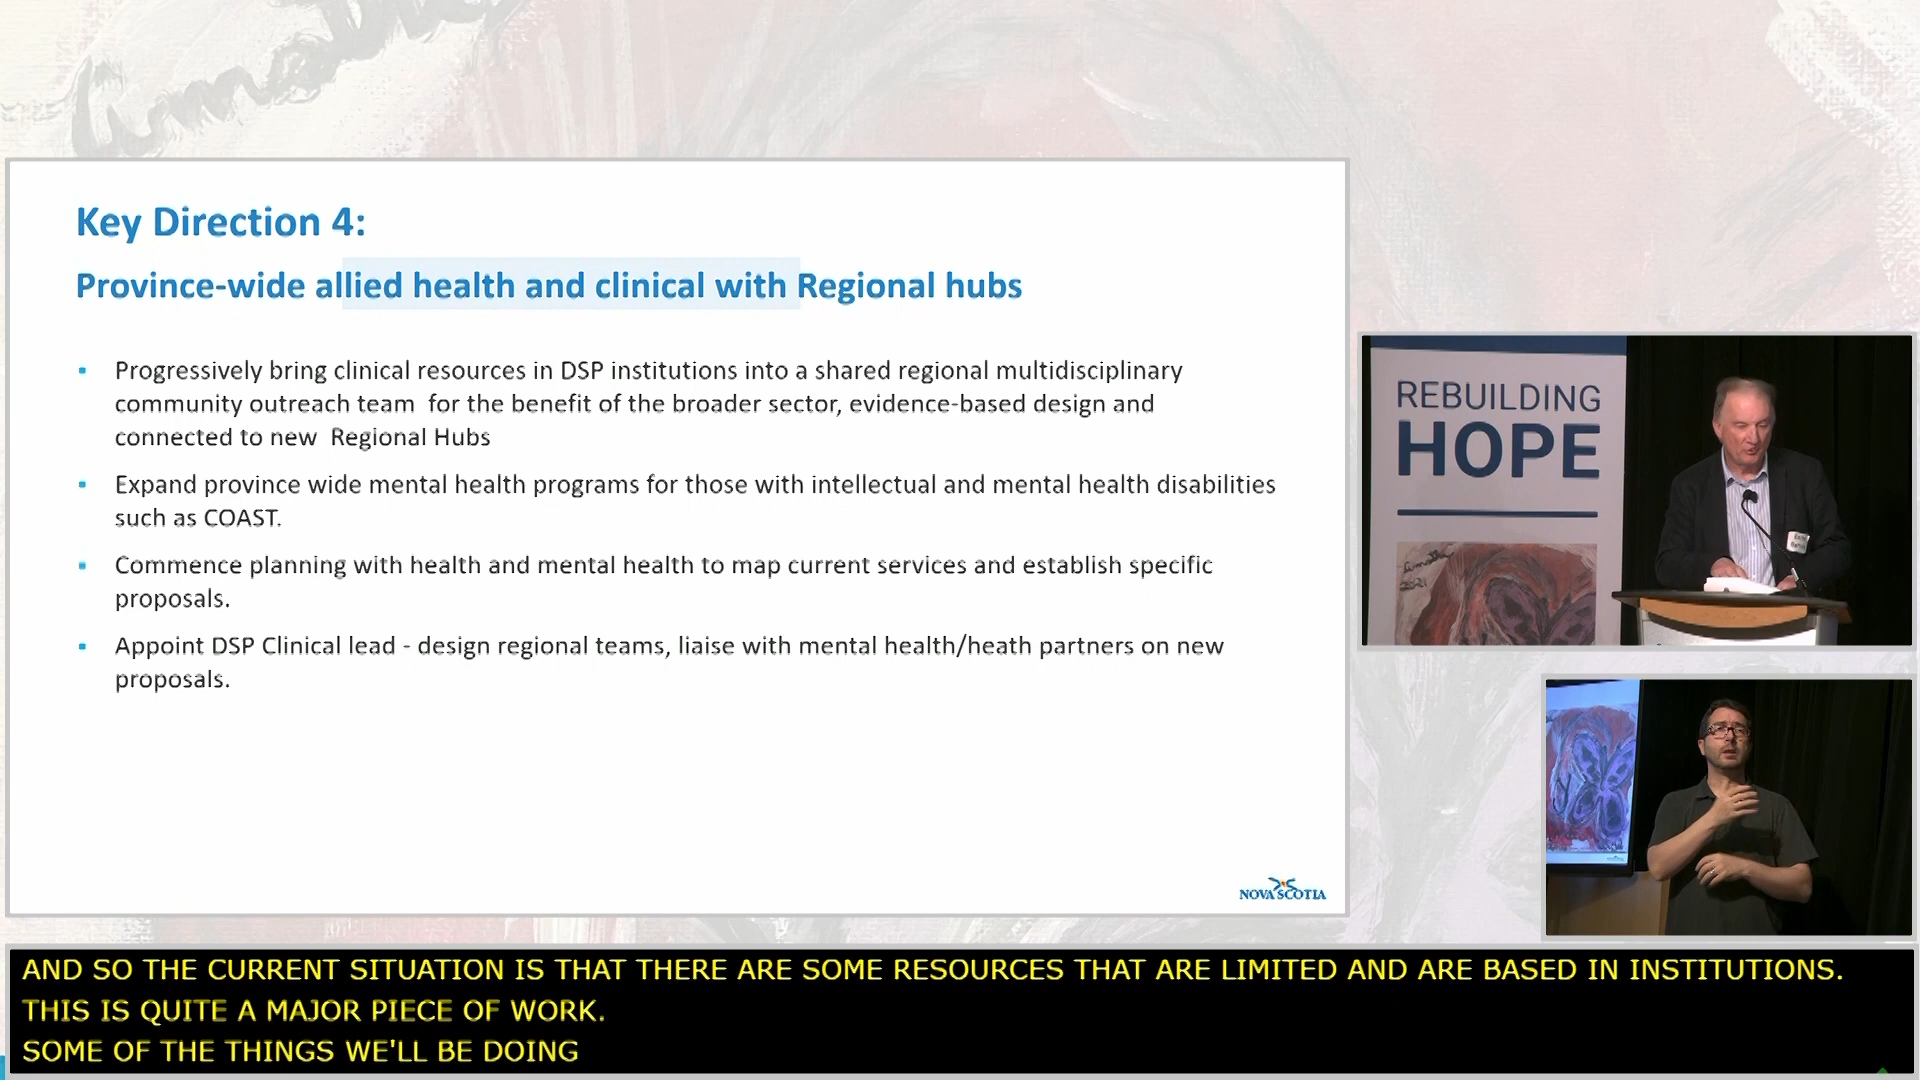 Key Direction 4:
Province-wide allied health and clinical with Regional hubs
Progressively bring clinical resources in DSP institutions into a shared regional multidisciplinary
community outreach team for the benefit of the broader sector, evidence-based design and
connected to new Regional Hubs
Expand province wide mental health programs for those with intellectual and mental health disabilities
such as COAST.
Commence planning with health and mental health to map current services and establish specific
proposals.
Appoint DSP Clinical lead - design regional teams, liaise with mental health/heath partners on new
proposals.
NOVA SCOTIA
REBUILDING
HOPE
AND SO THE CURRENT SITUATION IS THAT THERE ARE SOME RESOURCES THAT ARE LIMITED AND ARE BASED IN INSTITUTIONS.
THIS IS QUITE A MAJOR PIECE OF WORK.
SOME OF THE THINGS WE'LL BE DOING